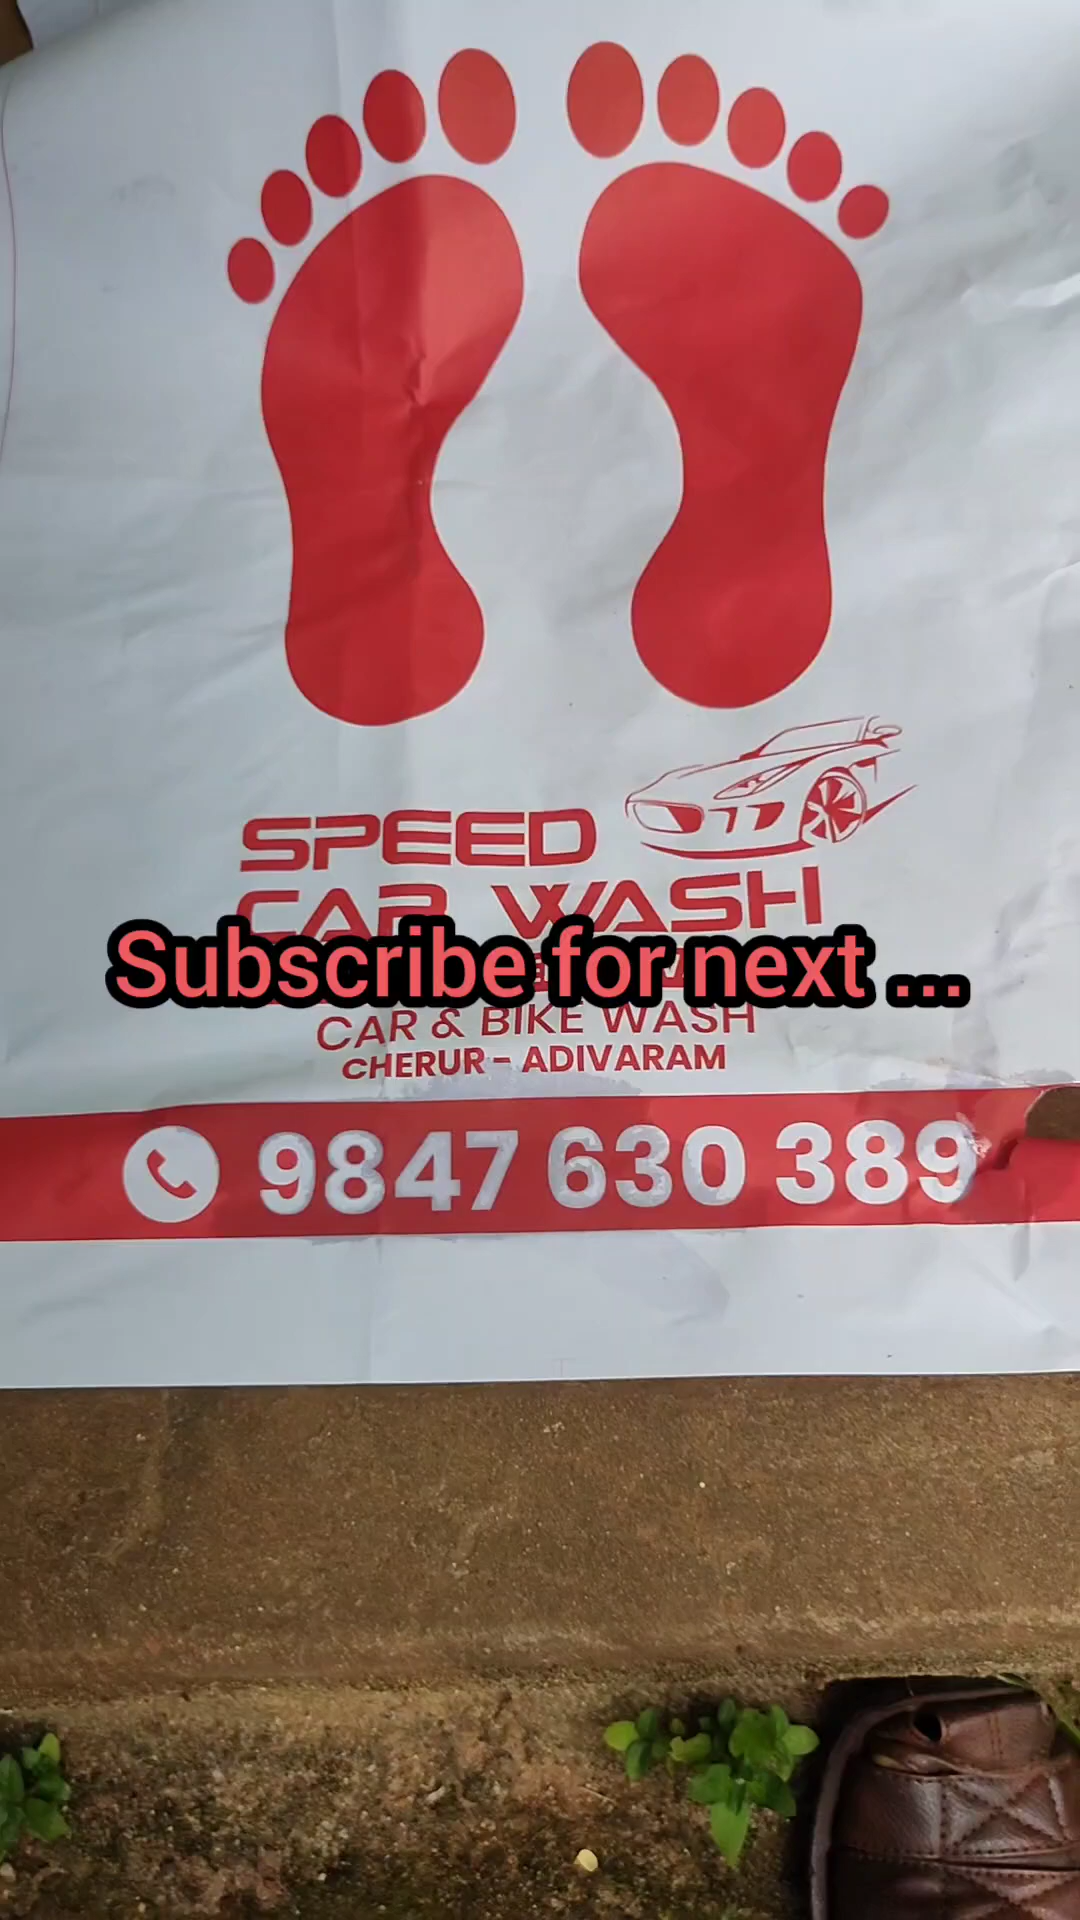 SPEED
CAR WASH
Subscribe for next ...
CAR & BIKE WASH
CHERUR - ADIVARAM
9847 630 389